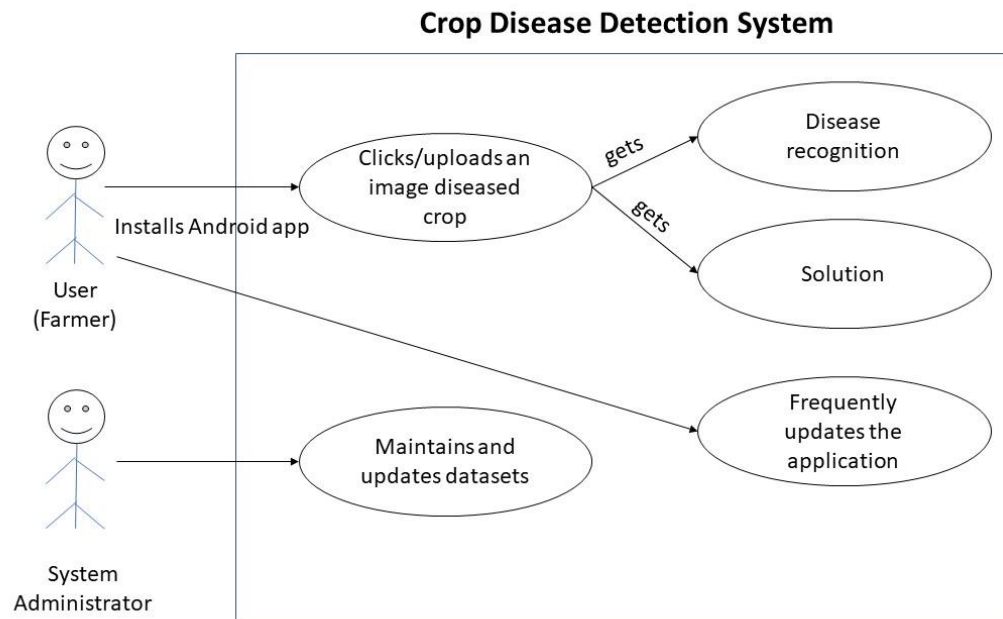 Crop Disease Detection System
Disease
recognition
gets
Clicks/uploads an
image diseased
crop
Installs Android app
gets
Solution
User
(Farmer)
Frequently
updates the
application
Maintains and
updates datasets
System
Administrator